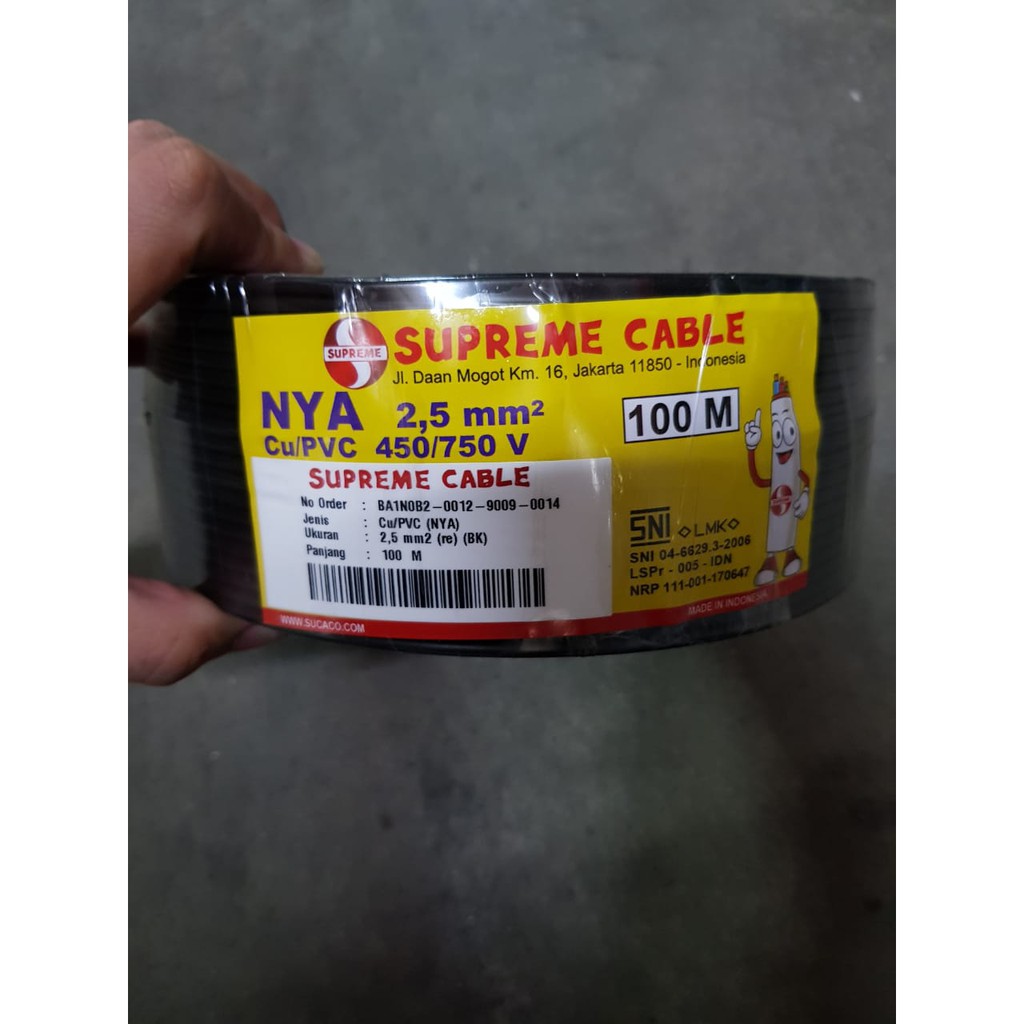 SUPREME
SUPREME CABLE
Jl. Daan Mogot Km. 16, Jakarta 11850 - Indonesia
NYA 2,5 mm²
Cu/PVC 450/750 V
100 M
SUPREME CABLE
No Order : BA1N0B2-0012-9009-0014
Jenis : Cu/PVC (NYA)
Ukuran : 2,5 mm2 (re) (BK)
Panjang : 100 M
SNI LMK
SNI 04-6629.3-2006
LSPr - 005 - IDN
NRP 111-001-170647
WWW.SUCACO.COM
MADE IN INDONESIA